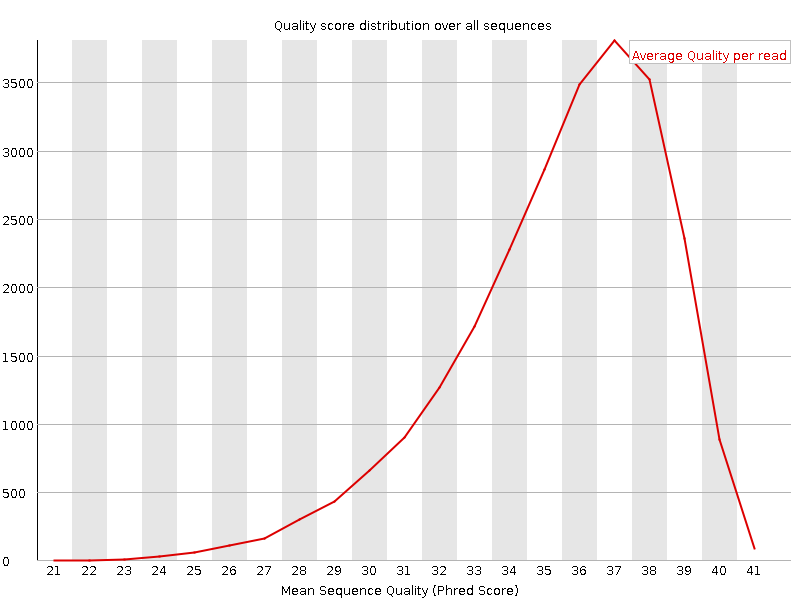 Quality score distribution over all sequences
Average Quality per read
3500
3000
2500
2000
1500
1000
500
0
21 22 23 24 25 26 27 28 29 30 31 32 33 34 35 36 37 38 39 40 41
Mean Sequence Quality (Phred Score)